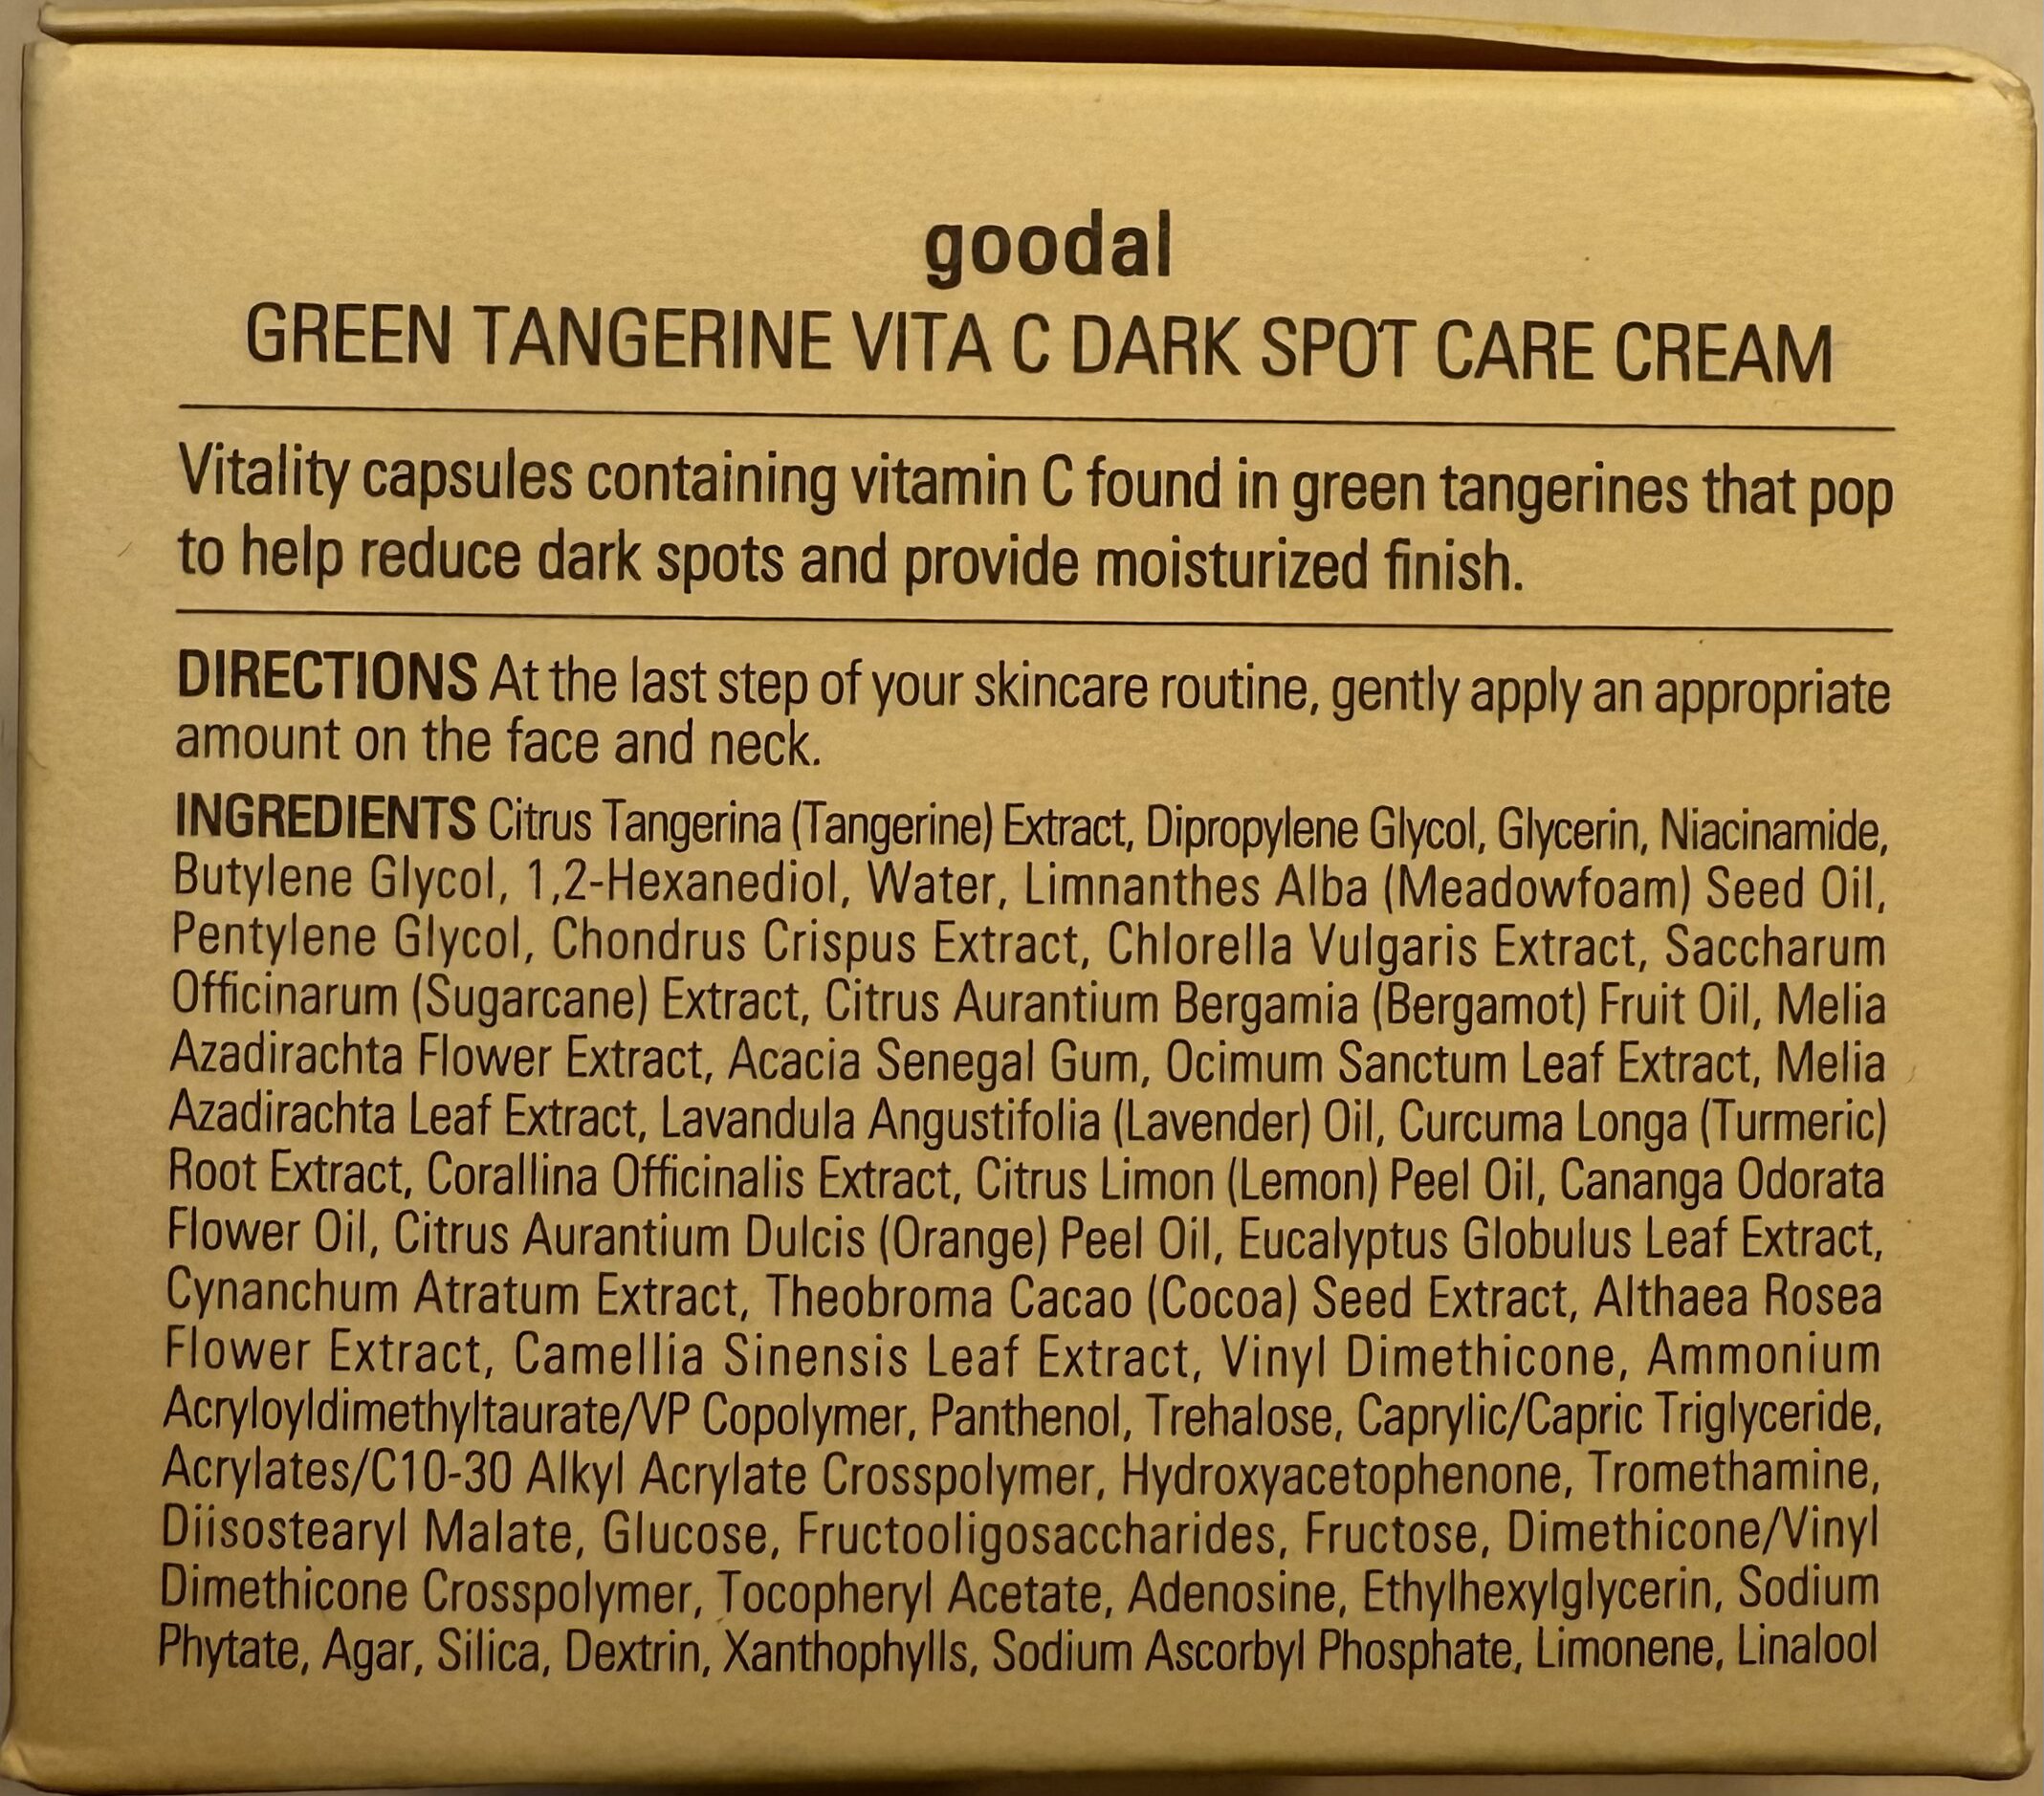 goodal
GREEN TANGERINE VITA C DARK SPOT CARE CREAM
Vitality capsules containing vitamin C found in green tangerines that pop
to help reduce dark spots and provide moisturized finish.
DIRECTIONS At the last step of your skincare routine, gently apply an appropriate
amount on the face and neck.
INGREDIENTS Citrus Tangerina (Tangerine) Extract, Dipropylene Glycol, Glycerin, Niacinamide,
Butylene Glycol, 1,2-Hexanediol, Water, Limnanthes Alba (Meadowfoam) Seed Oil,
Pentylene Glycol, Chondrus Crispus Extract, Chlorella Vulgaris Extract, Saccharum
Officinarum (Sugarcane) Extract, Citrus Aurantium Bergamia (Bergamot) Fruit Oil, Melia
Azadirachta Flower Extract, Acacia Senegal Gum, Ocimum Sanctum Leaf Extract, Melia
Azadirachta Leaf Extract, Lavandula Angustifolia (Lavender) Oil, Curcuma Longa (Turmeric)
Root Extract, Corallina Officinalis Extract, Citrus Limon (Lemon) Peel Oil, Cananga Odorata
Flower Oil, Citrus Aurantium Dulcis (Orange) Peel Oil, Eucalyptus Globulus Leaf Extract,
Cynanchum Atratum Extract, Theobroma Cacao (Cocoa) Seed Extract, Althaea Rosea
Flower Extract, Camellia Sinensis Leaf Extract, Vinyl Dimethicone, Ammonium
Acryloyldimethyltaurate/VP Copolymer, Panthenol, Trehalose, Caprylic/Capric Triglyceride,
Acrylates/C10-30 Alkyl Acrylate Crosspolymer, Hydroxyacetophenone, Tromethamine,
Diisostearyl Malate, Glucose, Fructooligosaccharides, Fructose, Dimethicone/Vinyl
Dimethicone Crosspolymer, Tocopheryl Acetate, Adenosine, Ethylhexylglycerin, Sodium
Phytate, Agar, Silica, Dextrin, Xanthophylls, Sodium Ascorbyl Phosphate, Limonene, Linalool